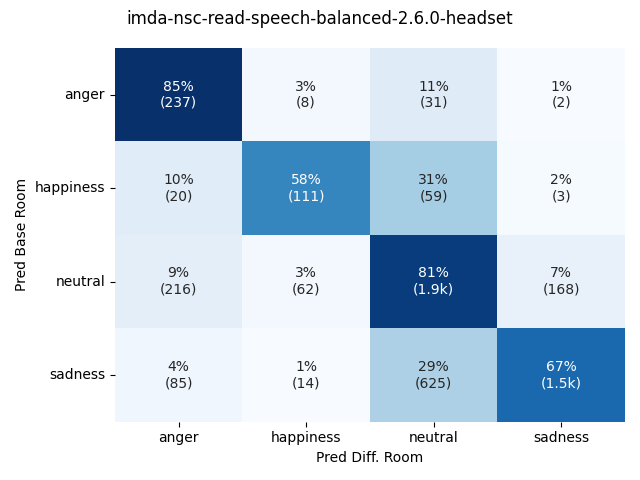 imda-nsc-read-speech-balanced-2.6.0-headset
Pred Base Room
anger
85% 3% 11% 1%
(237) (8) (31) (2)
happiness
10% 58% 31% 2%
(20) (111) (59) (3)
neutral
9% 3% 81% 7%
(216) (62) (1.9k) (168)
sadness
4% 1% 29% 67%
(85) (14) (625) (1.5k)
anger happiness neutral sadness
Pred Diff. Room